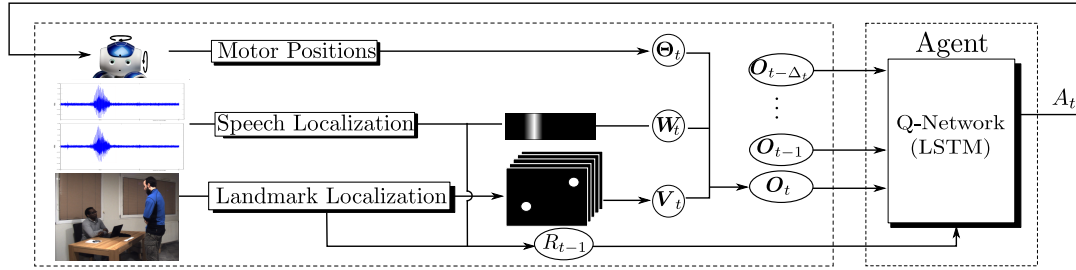 Motor Positions
Θ_t
Speech Localization
W_t
Landmark Localization
V_t
R_{t-1}
O_{t-Δ_t}
⋮
O_{t-1}
O_t
Agent
Q-Network
(LSTM)
A_t